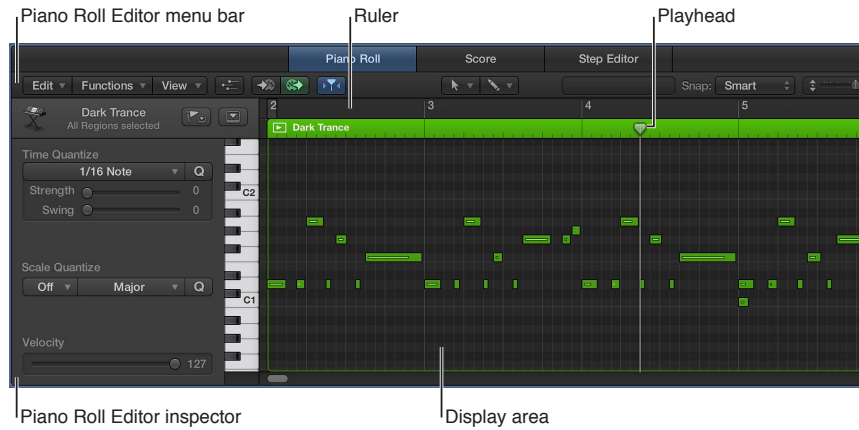 Piano Roll Editor menu bar
Ruler
Playhead
Piano Roll
Score
Step Editor
Edit
Functions
View
Snap:
Smart
Dark Trance
All Regions selected
2
3
4
5
Dark Trance
Time Quantize
1/16 Note
Q
Strength
0
Swing
0
C2
Scale Quantize
Off
Major
Q
C1
Velocity
127
Piano Roll Editor inspector
Display area